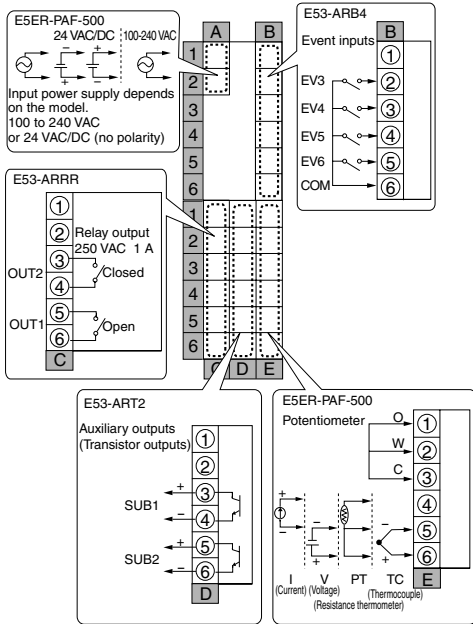 E5ER-PAF-500
24 VAC/DC 100-240 VAC
− + − +
+ − + −
Input power supply depends
on the model.
100 to 240 VAC
or 24 VAC/DC (no polarity)
A B
1
2
3
4
5
6
1
2
3
4
5
6
C D E
E53-ARB4
Event inputs
B
1
EV3 2
EV4 3
EV5 4
EV6 5
COM 6
E53-ARRR
1
2
Relay output
250 VAC 1 A
3
OUT2 Closed
4
5
OUT1 Open
6
C
E53-ART2
Auxiliary outputs
(Transistor outputs)
1
2
+ 3
SUB1
− 4
+ 5
SUB2
− 6
D
E5ER-PAF-500
Potentiometer
O 1
W 2
C 3
4
5
6
+ − −
− + +
I V PT TC
(Current) (Voltage) (Thermocouple)
(Resistance thermometer)
E